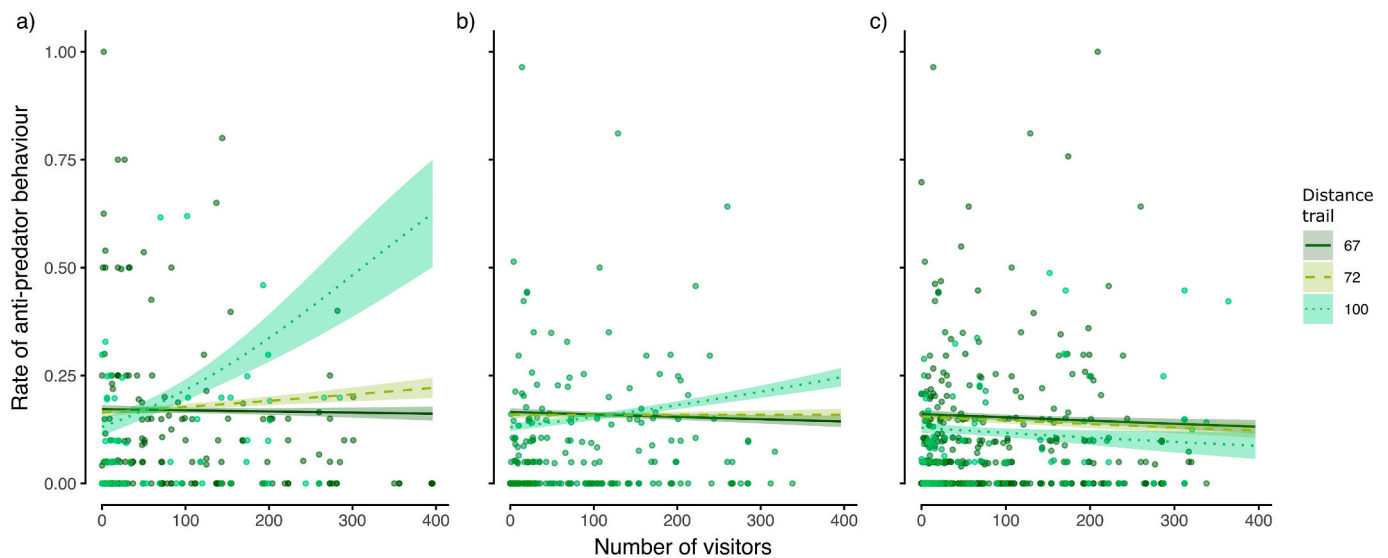 a)
b)
c)
Rate of anti-predator behaviour
1.00
0.75
0.50
0.25
0.00
0 100 200 300 400
0 100 200 300 400
0 100 200 300 400
Number of visitors
Distance
trail
67
72
100